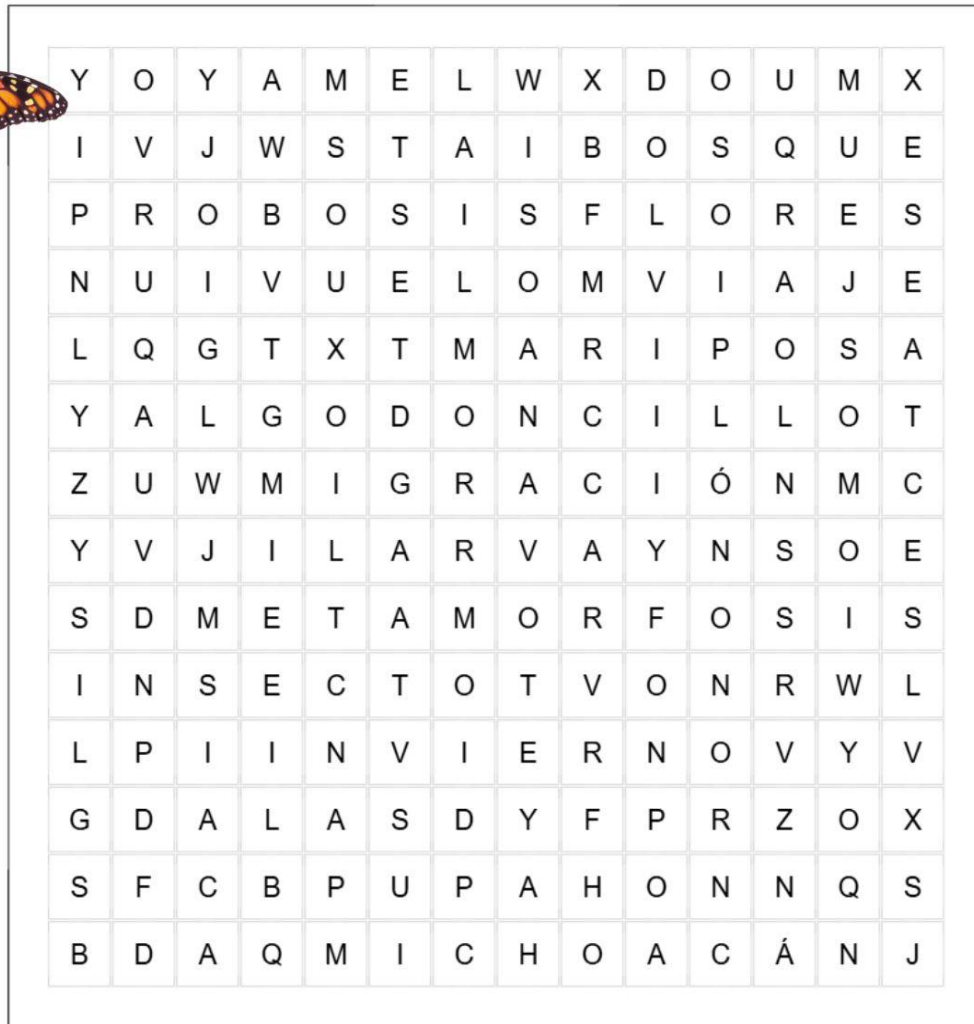 Y O Y A M E L W X D O U M X
I V J W S T A I B O S Q U E
P R O B O S I S F L O R E S
N U I V U E L O M V I A J E
L Q G T X T M A R I P O S A
Y A L G O D O N C I L L O T
Z U W M I G R A C I Ó N M C
Y V J I L A R V A Y N S O E
S D M E T A M O R F O S I S
I N S E C T O T V O N R W L
L P I I N V I E R N O V Y V
G D A L A S D Y F P R Z O X
S F C B P U P A H O N N Q S
B D A Q M I C H O A C Á N J